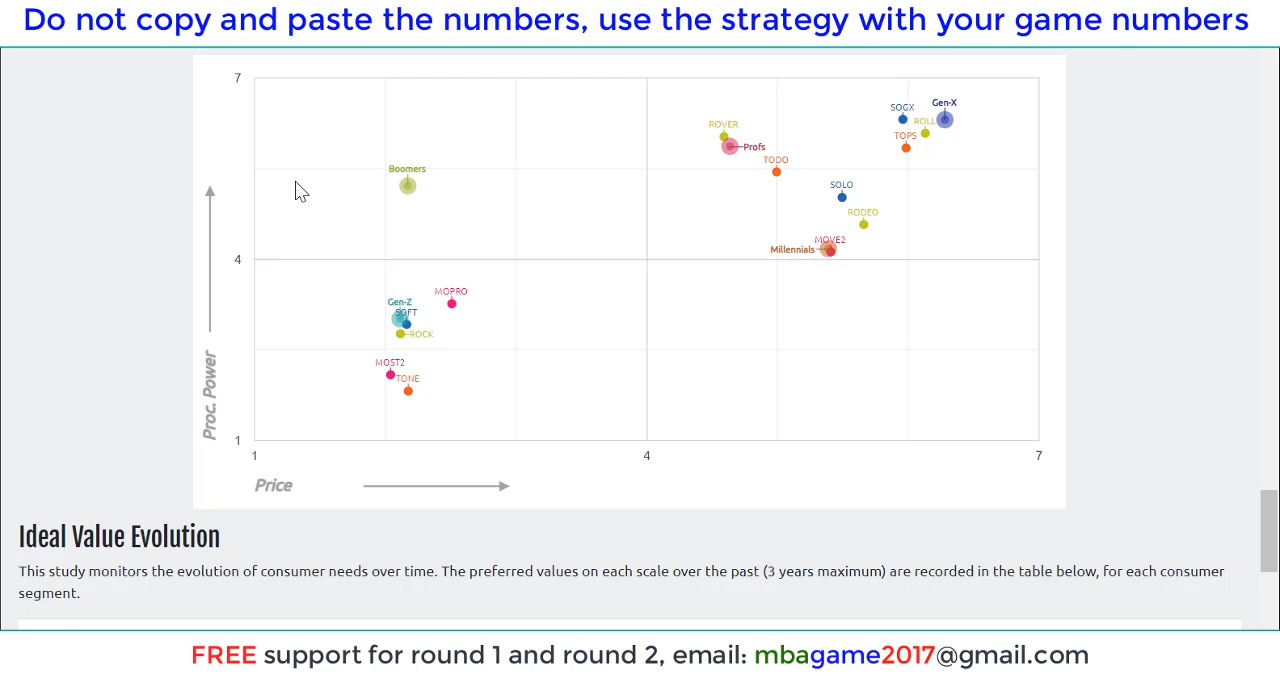 Do not copy and paste the numbers, use the strategy with your game numbers
7
SOGX
Gen-X
ROVER
ROLL
Profs
TOPS
TODO
Boomers
SOLO
RODEO
MOVE2
Millennials
4
MOPRO
Gen-Z
SOFT
ROCK
MOST2
TONE
Proc. Power
1
1
4
7
Price
Ideal Value Evolution
This study monitors the evolution of consumer needs over time. The preferred values on each scale over the past (3 years maximum) are recorded in the table below, for each consumer
segment.
FREE support for round 1 and round 2, email: mbagame2017@gmail.com